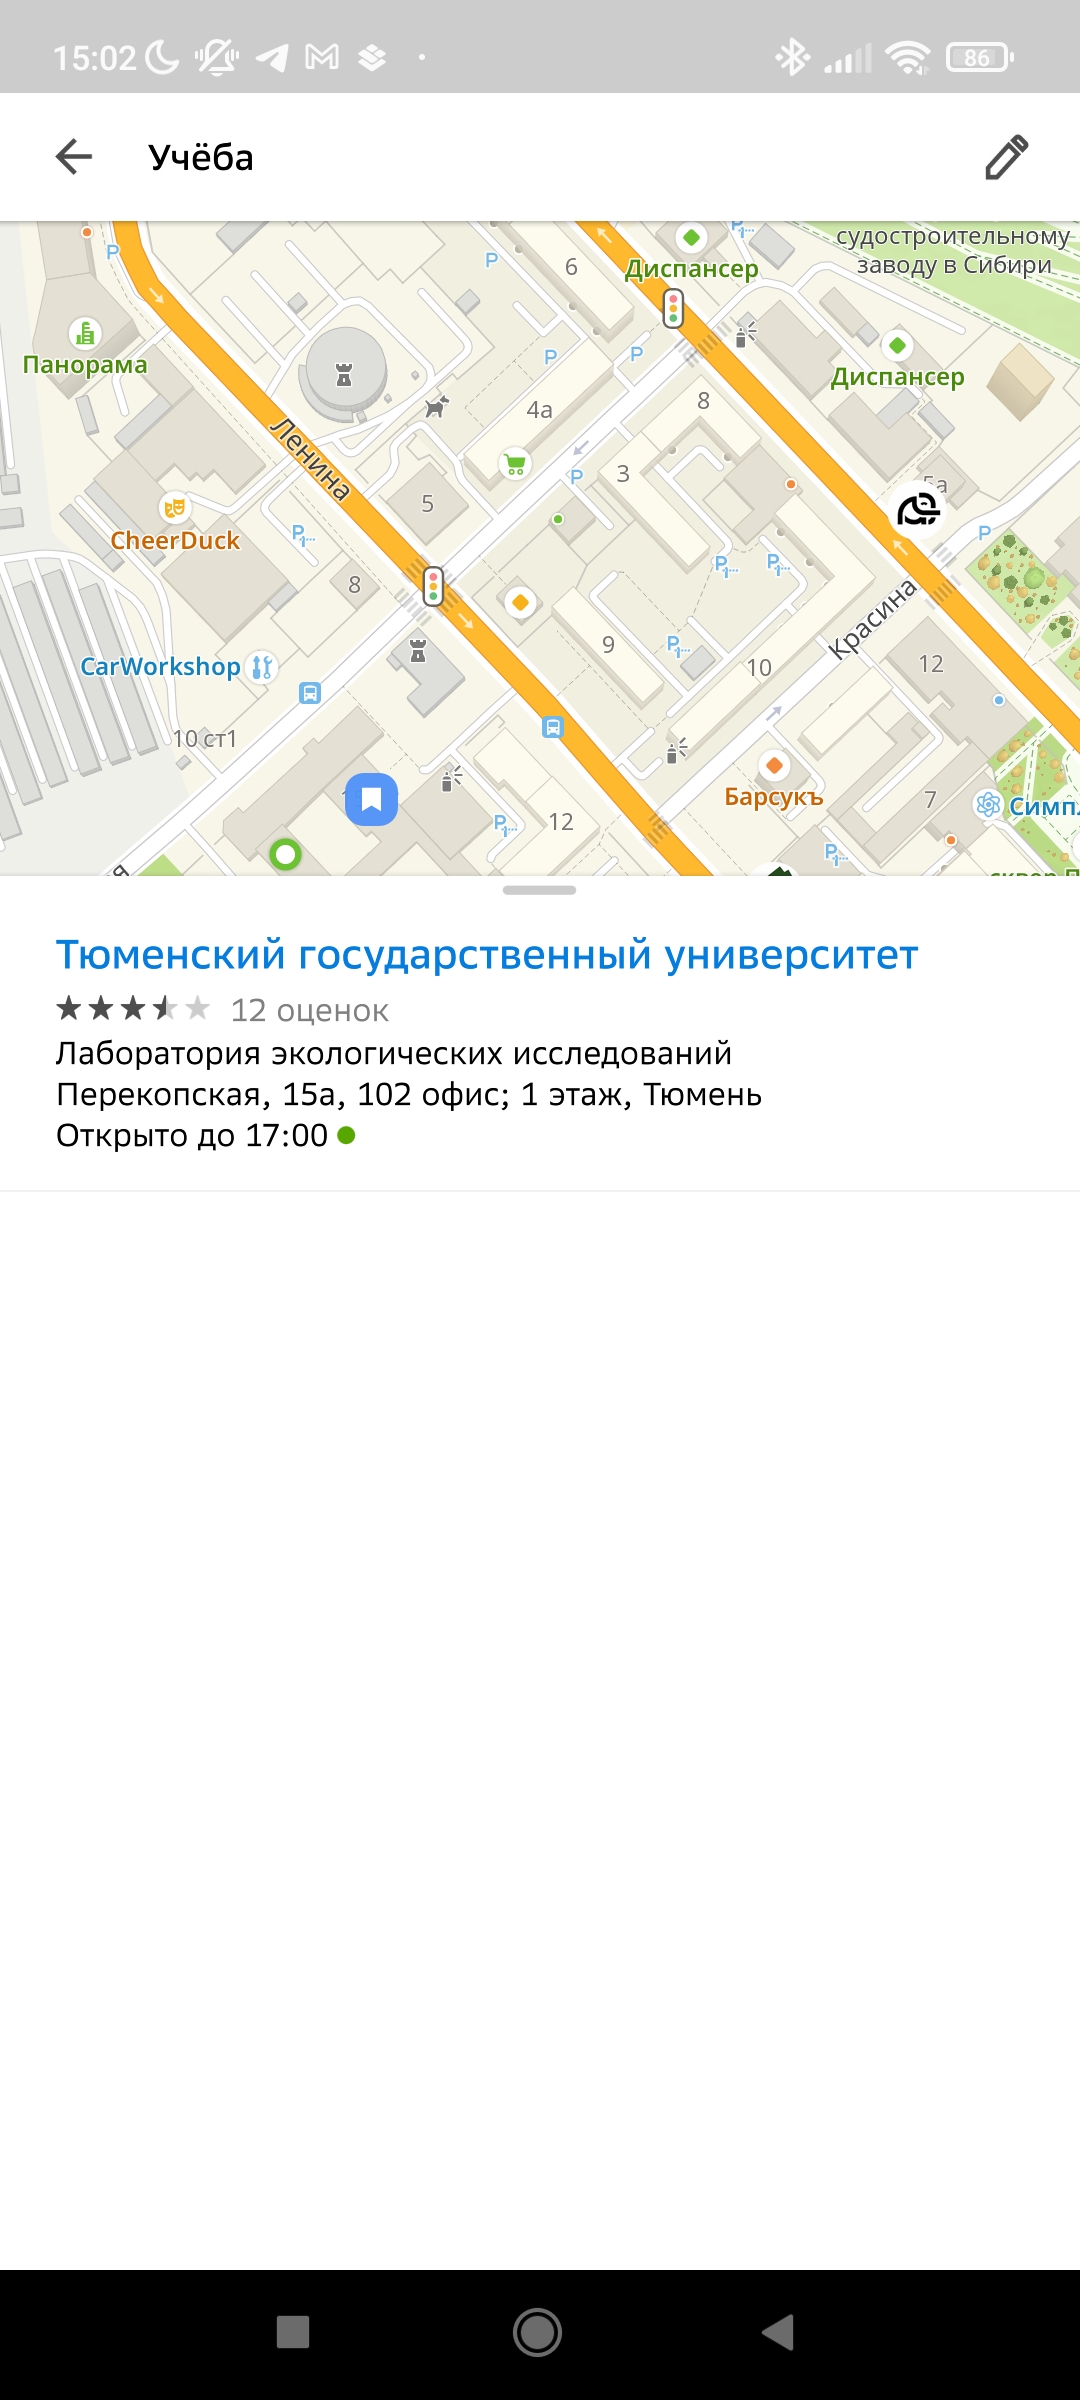 15:02
86
Учёба
судостроительному
заводу в Сибири
6
Диспансер
P
P
Панорама
P
P
Диспансер
4а
8
Ленина
P
3
5а
5
CheerDuck
P
P
P
P
8
Красина
9
P
10
12
CarWorkshop
10 ст1
Барсукъ
7
12
P
P
Симпл
Тюменский государственный университет
12 оценок
Лаборатория экологических исследований
Перекопская, 15а, 102 офис; 1 этаж, Тюмень
Открыто до 17:00